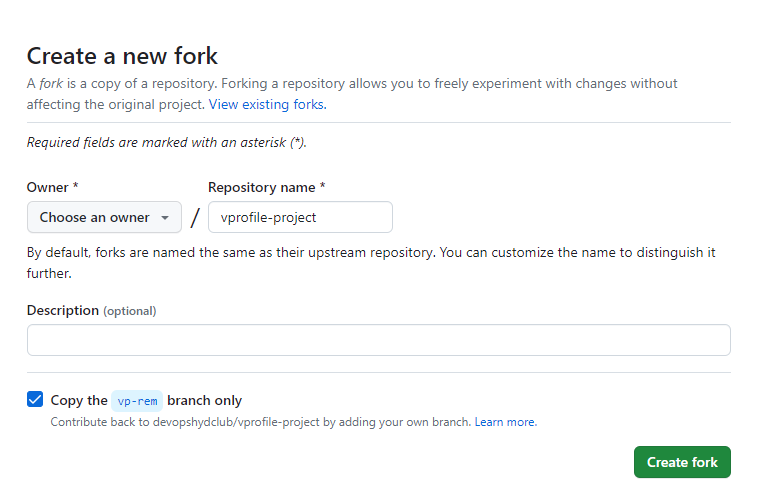 Create a new fork
A fork is a copy of a repository. Forking a repository allows you to freely experiment with changes without
affecting the original project. View existing forks.
Required fields are marked with an asterisk (*).
Owner * Repository name *
Choose an owner / vprofile-project
By default, forks are named the same as their upstream repository. You can customize the name to distinguish it
further.
Description (optional)
Copy the vp-rem branch only
Contribute back to devopshydclub/vprofile-project by adding your own branch. Learn more.
Create fork